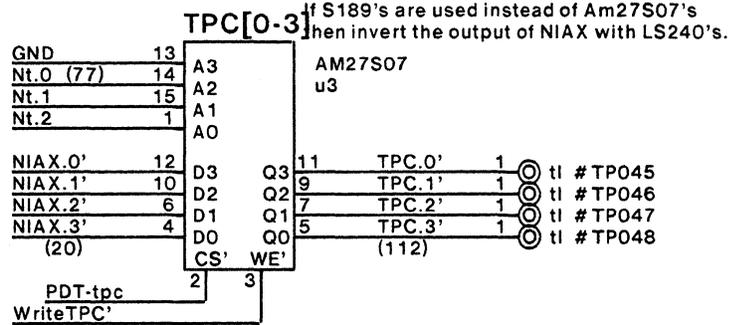 TPC[0-3]
If S189's are used instead of Am27S07's
then invert the output of NIAX with LS240's.
AM27S07
u3
GND 13 A3
Nt.0 (77) 14 A2
Nt.1 15 A1
Nt.2 1 A0
NIAX.0' 12 D3 Q3 11 TPC.0' 1 tl #TP045
NIAX.1' 10 D2 Q2 9 TPC.1' 1 tl #TP046
NIAX.2' 6 D1 Q1 7 TPC.2' 1 tl #TP047
NIAX.3' 4 D0 Q0 5 TPC.3' 1 tl #TP048
(20) (112)
CS' WE'
2 3
PDT-tpc
WriteTPC'